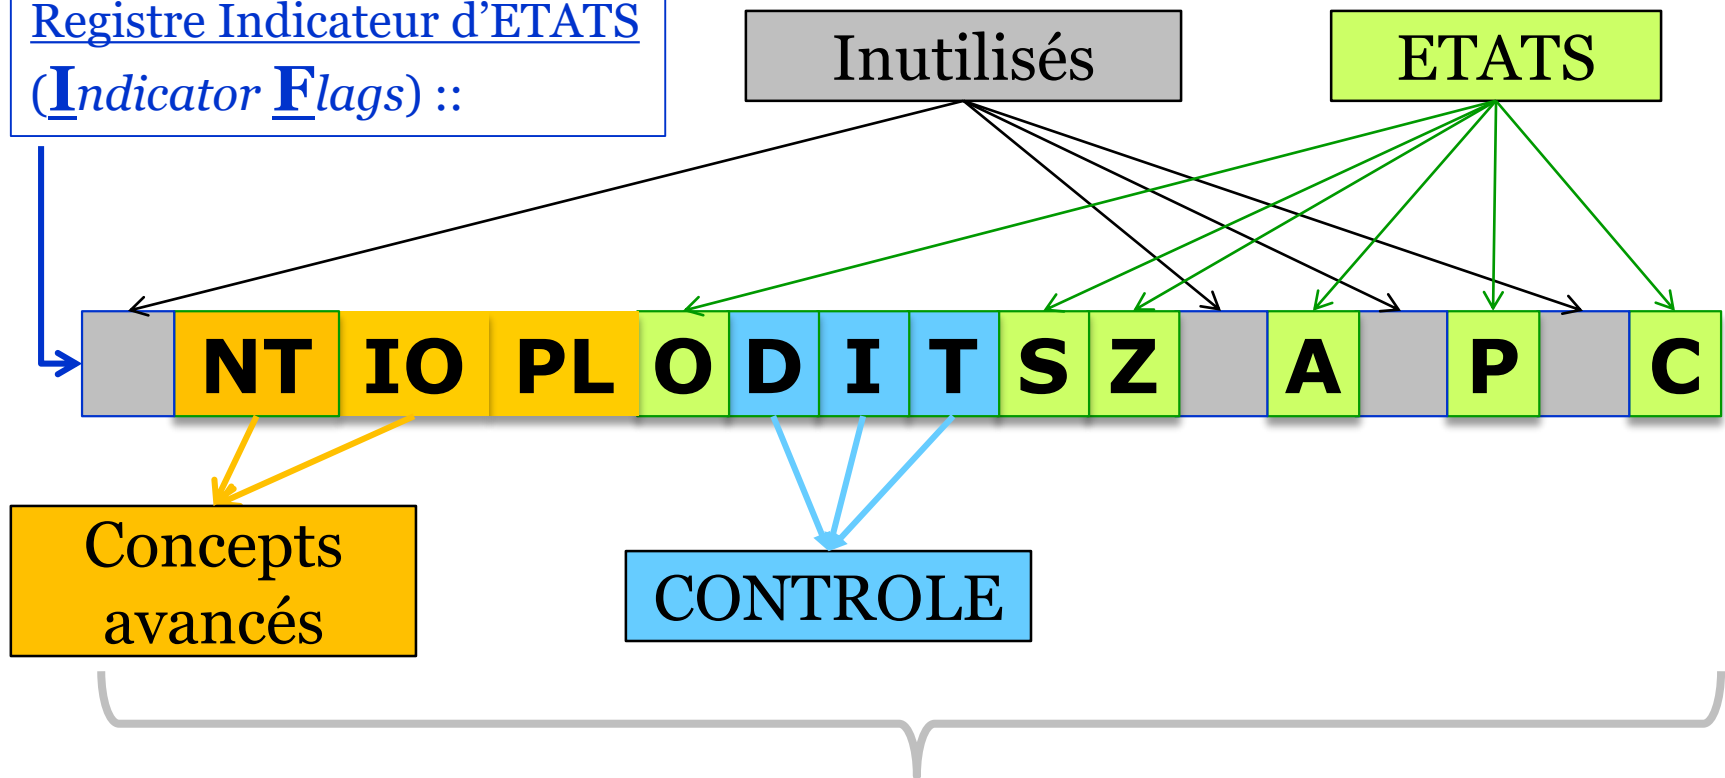 Registre Indicateur d’ETATS
(Indicator Flags) ::
Inutilisés
ETATS
NT IO PL O D I T S Z A P C
Concepts
avancés
CONTROLE